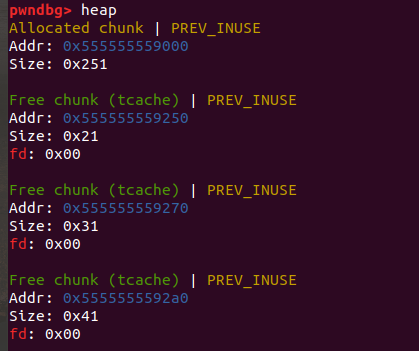 pwndbg> heap
Allocated chunk | PREV_INUSE
Addr: 0x555555559000
Size: 0x251
Free chunk (tcache) | PREV_INUSE
Addr: 0x555555559250
Size: 0x21
fd: 0x00
Free chunk (tcache) | PREV_INUSE
Addr: 0x555555559270
Size: 0x31
fd: 0x00
Free chunk (tcache) | PREV_INUSE
Addr: 0x5555555592a0
Size: 0x41
fd: 0x00